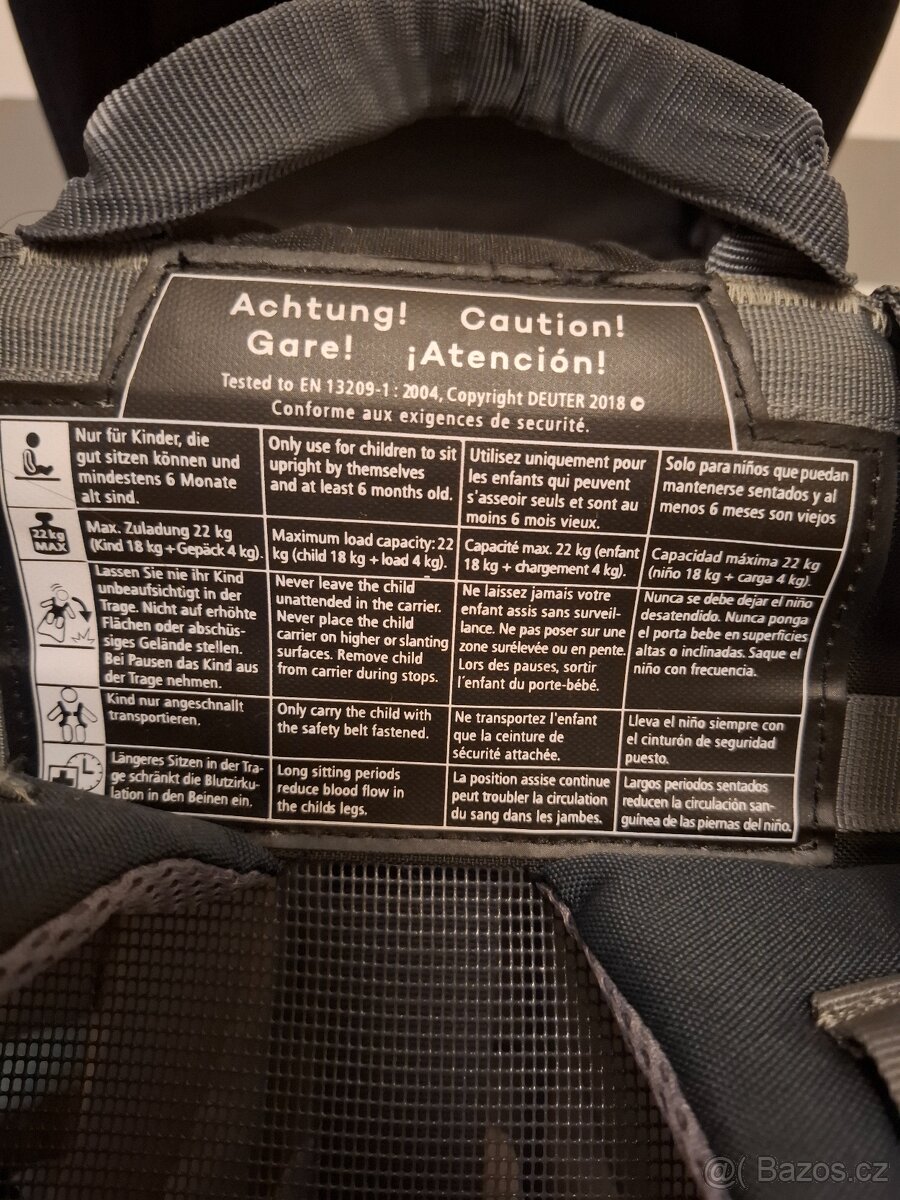 Achtung! Caution!
Gare! ¡Atención!
Tested to EN 13209-1 : 2004, Copyright DEUTER 2018 ©
Conforme aux exigences de securité.
Nur für Kinder, die
gut sitzen können und
mindestens 6 Monate
alt sind.
Only use for children to sit
upright by themselves
and at least 6 months old.
Utilisez uniquement pour
les enfants qui peuvent
s'asseoir seuls et sont au
moins 6 mois vieux.
Solo para niños que puedan
mantenerse sentados y al
menos 6 meses son viejos
22 kg
MAX
Max. Zuladung 22 kg
(Kind 18 kg + Gepäck 4 kg).
Maximum load capacity: 22
kg (child 18 kg + load 4 kg).
Capacité max. 22 kg (enfant
18 kg + chargement 4 kg).
Capacidad máxima 22 kg
(niño 18 kg + carga 4 kg).
Lassen Sie nie ihr Kind
unbeaufsichtigt in der
Trage. Nicht auf erhöhte
Flächen oder abschüs-
siges Gelände stellen.
Bei Pausen das Kind aus
der Trage nehmen.
Never leave the child
unattended in the carrier.
Never place the child
carrier on higher or slanting
surfaces. Remove child
from carrier during stops.
Ne laissez jamais votre
enfant assis sans surveil-
lance. Ne pas poser sur une
zone surélevée ou en pente.
Lors des pauses, sortir
l'enfant du porte-bébé.
Nunca se debe dejar el niño
desatendido. Nunca ponga
el porta bebe en superficies
altas o inclinadas. Saque el
niño con frecuencia.
Kind nur angeschnallt
transportieren.
Only carry the child with
the safety belt fastened.
Ne transportez l'enfant
que la ceinture de
sécurité attachée.
Lleva el niño siempre con
el cinturón de seguridad
puesto.
Längeres Sitzen in der Tra-
ge schränkt die Blutzirku-
lation in den Beinen ein.
Long sitting periods
reduce blood flow in
the childs legs.
La position assise continue
peut troubler la circulation
du sang dans les jambes.
Largos periodos sentados
reducen la circulación san-
guínea de las piernas del niño.
@( Bazos.cz